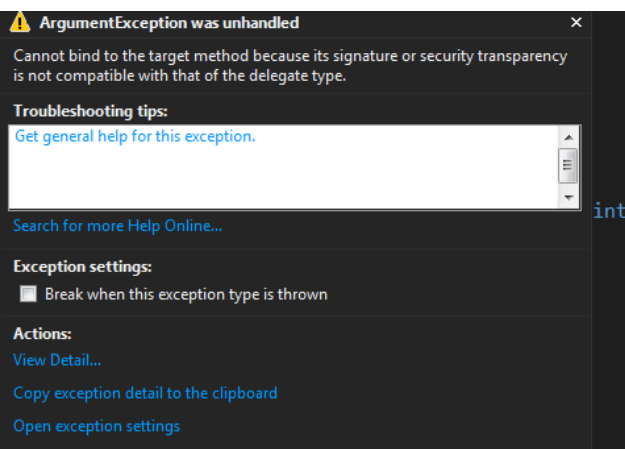 ArgumentException was unhandled
Cannot bind to the target method because its signature or security transparency
is not compatible with that of the delegate type.
Troubleshooting tips:
Get general help for this exception.
int
Search for more Help Online...
Exception settings:
Break when this exception type is thrown
Actions:
View Detail...
Copy exception detail to the clipboard
Open exception settings